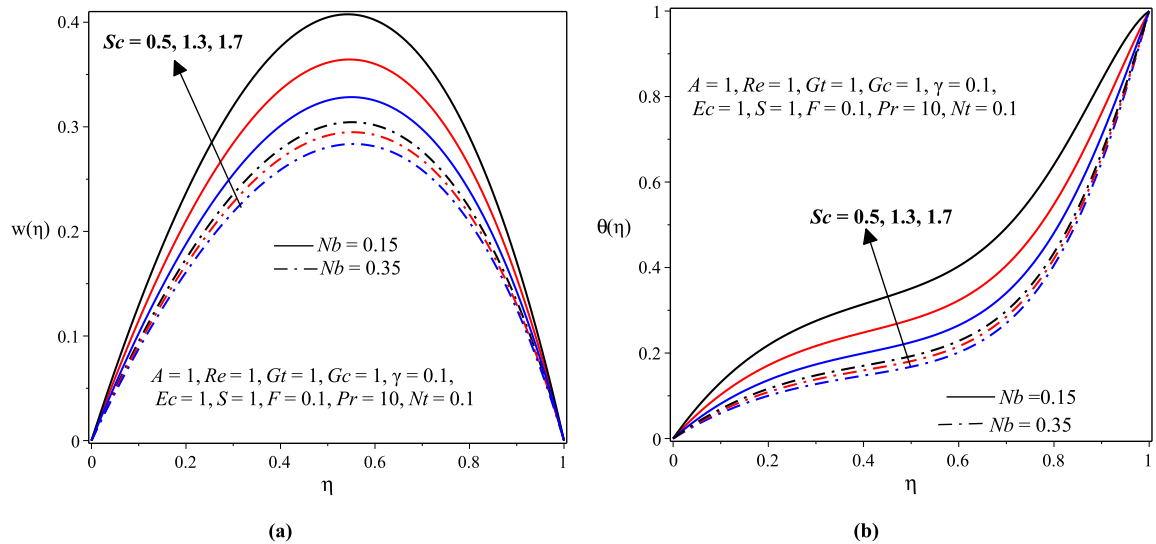 0.4
Sc = 0.5, 1.3, 1.7
0.3
w(η)
0.2
Nb = 0.15
Nb = 0.35
0.1
A = 1, Re = 1, Gt = 1, Gc = 1, γ = 0.1,
Ec = 1, S = 1, F = 0.1, Pr = 10, Nt = 0.1
0
0 0.2 0.4 0.6 0.8 1
η
(a)
1
A = 1, Re = 1, Gt = 1, Gc = 1, γ = 0.1,
Ec = 1, S = 1, F = 0.1, Pr = 10, Nt = 0.1
0.8
0.6
Sc = 0.5, 1.3, 1.7
θ(η)
0.4
0.2
Nb =0.15
Nb = 0.35
0
0 0.2 0.4 0.6 0.8 1
η
(b)